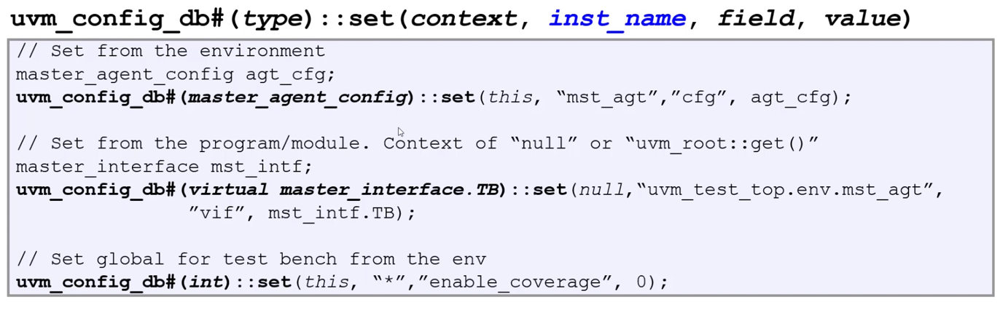 uvm_config_db#(type)::set(context, inst_name, field, value)
// Set from the environment
master_agent_config agt_cfg;
uvm_config_db#(master_agent_config)::set(this, “mst_agt”,”cfg”, agt_cfg);
// Set from the program/module. Context of “null” or “uvm_root::get()”
master_interface mst_intf;
uvm_config_db#(virtual master_interface.TB)::set(null,“uvm_test_top.env.mst_agt”,
”vif”, mst_intf.TB);
// Set global for test bench from the env
uvm_config_db#(int)::set(this, “*”,”enable_coverage”, 0);